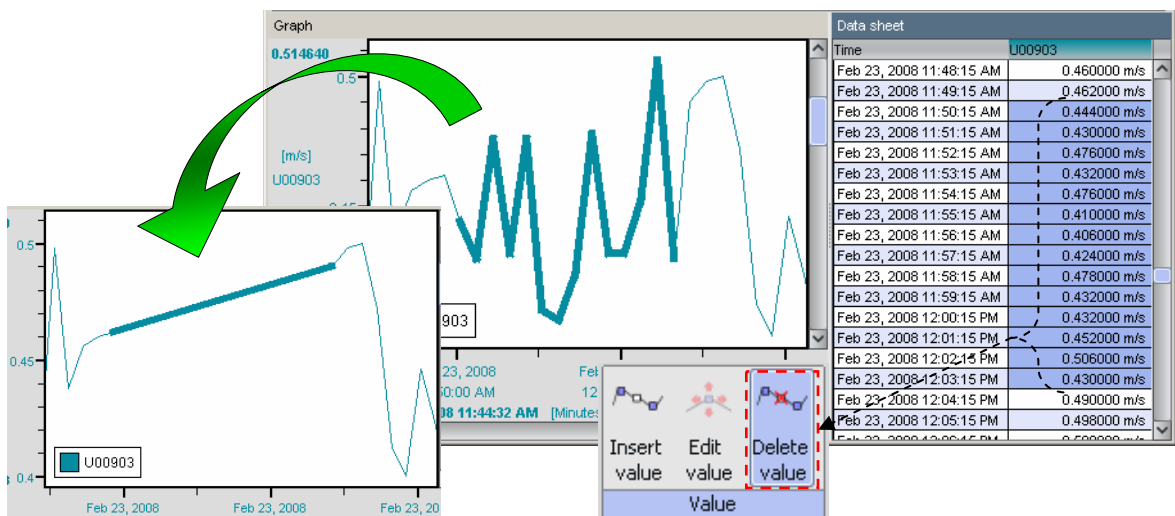 Graph
0.514640
0.5
[m/s]
U00903
903
23, 2008
Feb
12
11:44:32 AM [Minutes
Data sheet
Time U00903
Feb 23, 2008 11:48:15 AM 0.460000 m/s
Feb 23, 2008 11:49:15 AM 0.462000 m/s
Feb 23, 2008 11:50:15 AM 0.444000 m/s
Feb 23, 2008 11:51:15 AM 0.430000 m/s
Feb 23, 2008 11:52:15 AM 0.476000 m/s
Feb 23, 2008 11:53:15 AM 0.432000 m/s
Feb 23, 2008 11:54:15 AM 0.476000 m/s
Feb 23, 2008 11:55:15 AM 0.410000 m/s
Feb 23, 2008 11:56:15 AM 0.406000 m/s
Feb 23, 2008 11:57:15 AM 0.424000 m/s
Feb 23, 2008 11:58:15 AM 0.478000 m/s
Feb 23, 2008 11:59:15 AM 0.432000 m/s
Feb 23, 2008 12:00:15 PM 0.432000 m/s
Feb 23, 2008 12:01:15 PM 0.452000 m/s
Feb 23, 2008 12:02:15 PM 0.506000 m/s
Feb 23, 2008 12:03:15 PM 0.430000 m/s
Feb 23, 2008 12:04:15 PM 0.490000 m/s
Feb 23, 2008 12:05:15 PM 0.498000 m/s
0.5
0.45
0.4
U00903
Feb 23, 2008
Feb 23, 2008
Feb 23, 20
Insert value
Edit value
Delete value
Value